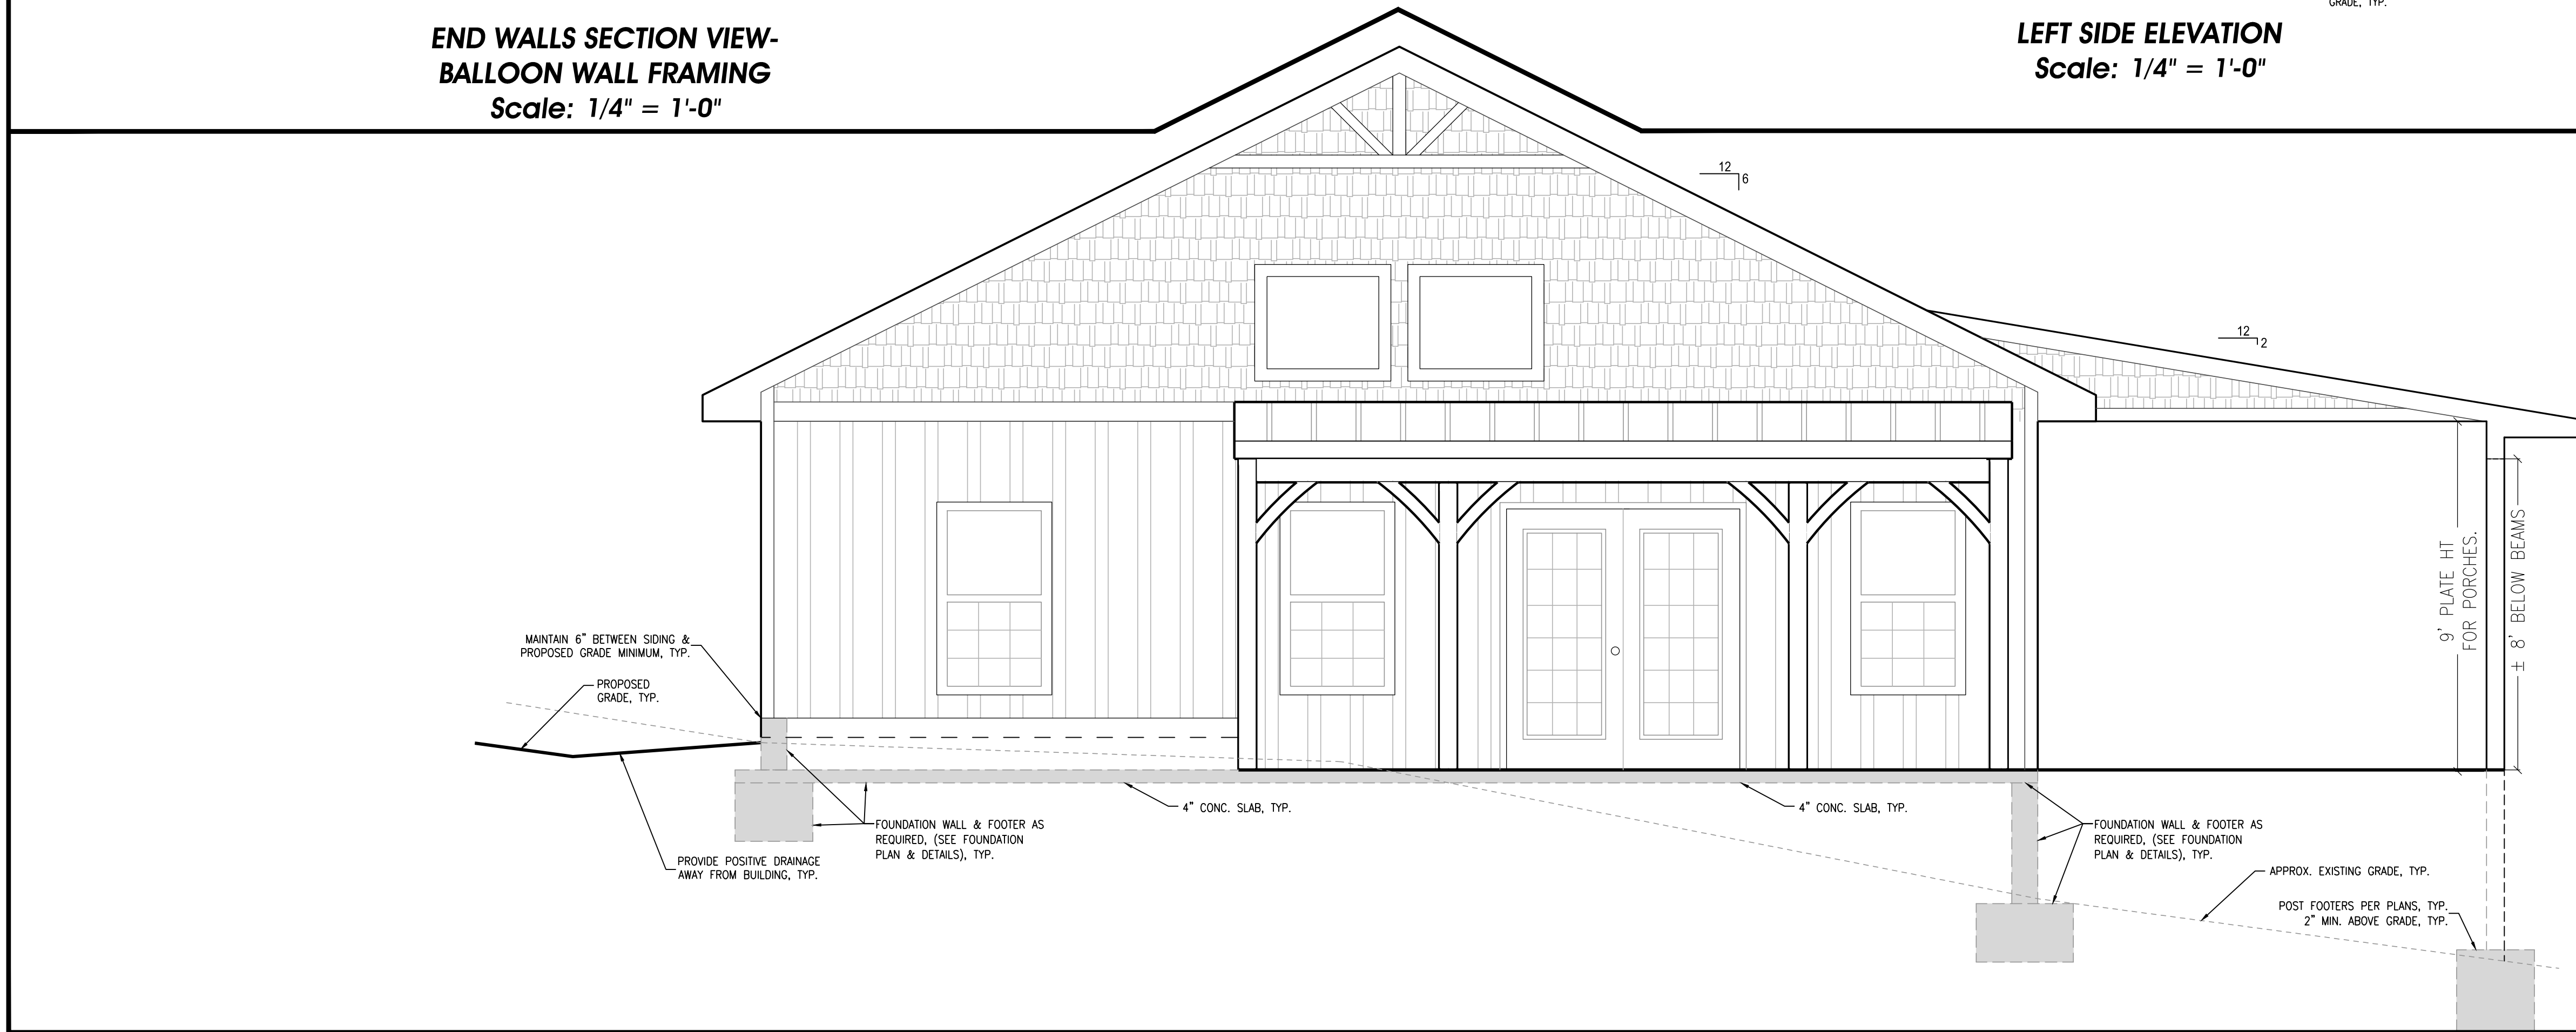 GRADE, TYP.
END WALLS SECTION VIEW-
BALLOON WALL FRAMING
Scale: 1/4" = 1'-0"
LEFT SIDE ELEVATION
Scale: 1/4" = 1'-0"
12
6
12
2
9' PLATE HT
FOR PORCHES.
± 8' BELOW BEAMS
MAINTAIN 6" BETWEEN SIDING &
PROPOSED GRADE MINIMUM, TYP.
PROPOSED
GRADE, TYP.
4" CONC. SLAB, TYP.
4" CONC. SLAB, TYP.
FOUNDATION WALL & FOOTER AS
REQUIRED, (SEE FOUNDATION
PLAN & DETAILS), TYP.
FOUNDATION WALL & FOOTER AS
REQUIRED, (SEE FOUNDATION
PLAN & DETAILS), TYP.
PROVIDE POSITIVE DRAINAGE
AWAY FROM BUILDING, TYP.
APPROX. EXISTING GRADE, TYP.
POST FOOTERS PER PLANS, TYP.
2" MIN. ABOVE GRADE, TYP.